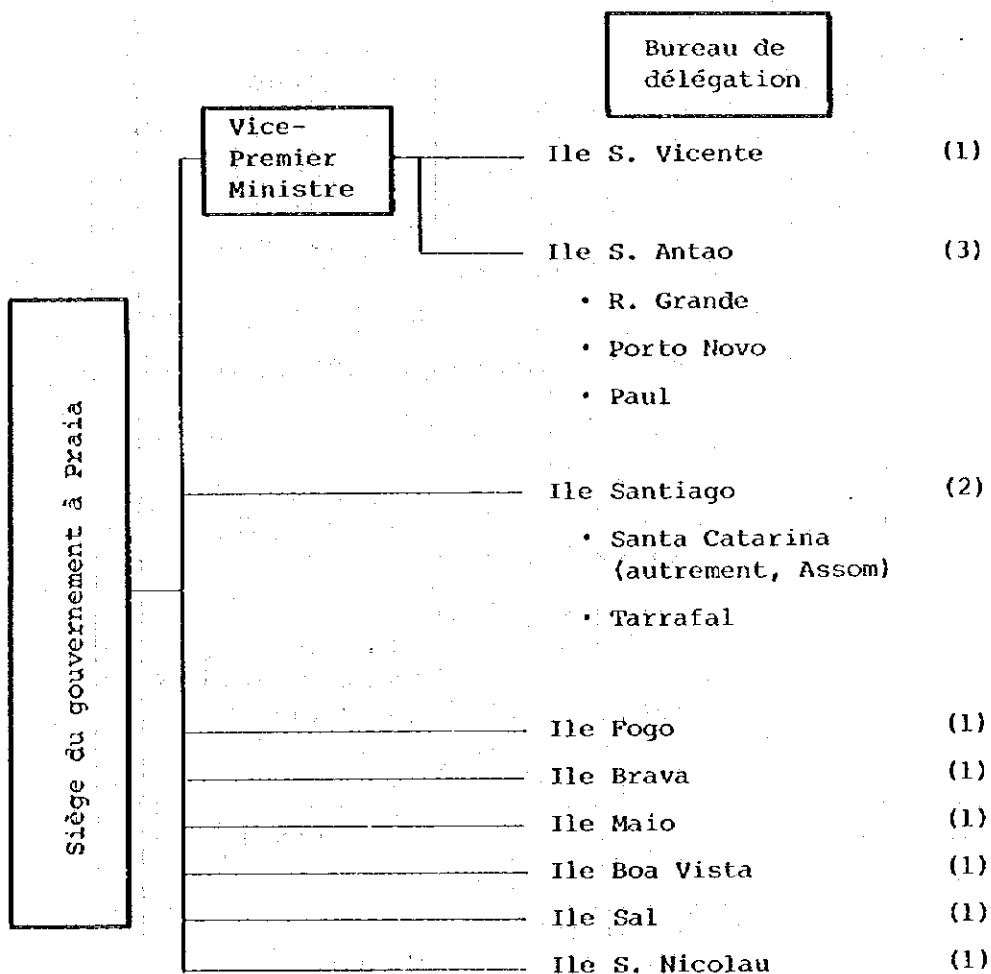 Bureau de
délégation
Vice-
Premier
Ministre
Ile S. Vicente (1)
Ile S. Antao (3)
• R. Grande
• Porto Novo
• Paul
Siège du gouvernement à Praia
Ile Santiago (2)
• Santa Catarina
(autrement, Assom)
• Tarrafal
Ile Fogo (1)
Ile Brava (1)
Ile Maio (1)
Ile Boa Vista (1)
Ile Sal (1)
Ile S. Nicolau (1)